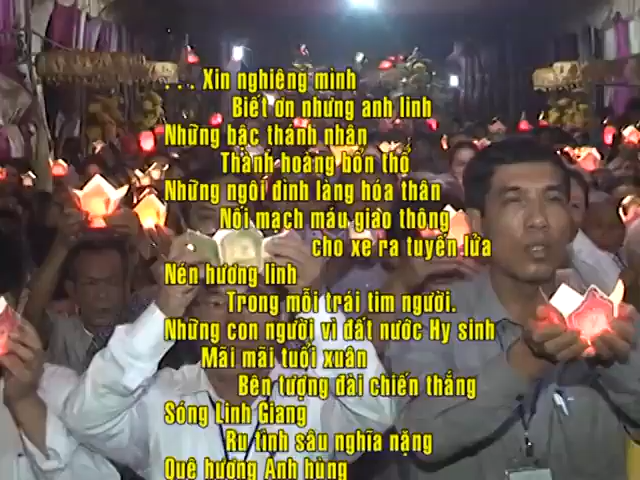 . . . Xin nghiêng mình
Biết ơn những anh linh
Những bậc thánh nhân
Thành hoàng bổn thổ
Những ngôi đình làng hóa thân
Nối mạch máu giao thông
cho xe ra tuyến lửa
Nén hương linh
Trong mỗi trái tim người.
Những con người vì đất nước Hy sinh
Mãi mãi tuổi xuân
Bên tượng đài chiến thắng
Sóng Linh Giang
Ru tình sâu nghĩa nặng
Quê hương Anh hùng